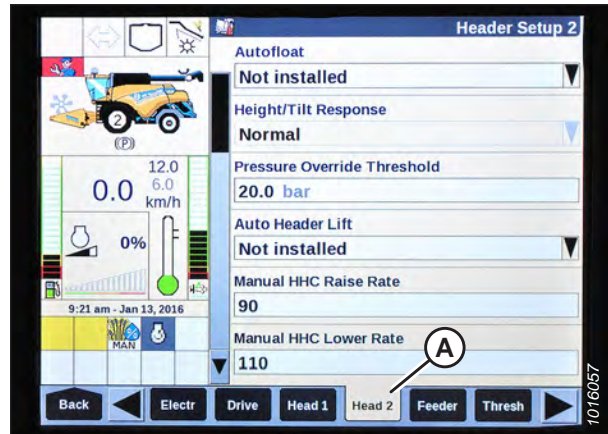 Header Setup 2
Autofloat
Not installed
Height/Tilt Response
Normal
Pressure Override Threshold
20.0 bar
Auto Header Lift
Not installed
Manual HHC Raise Rate
90
Manual HHC Lower Rate
110
2
(P)
12.0
0.0 6.0
km/h
0%
9:21 am - Jan 13, 2016
MAN
A
Back Electr Drive Head 1 Head 2 Feeder Thresh
1016057